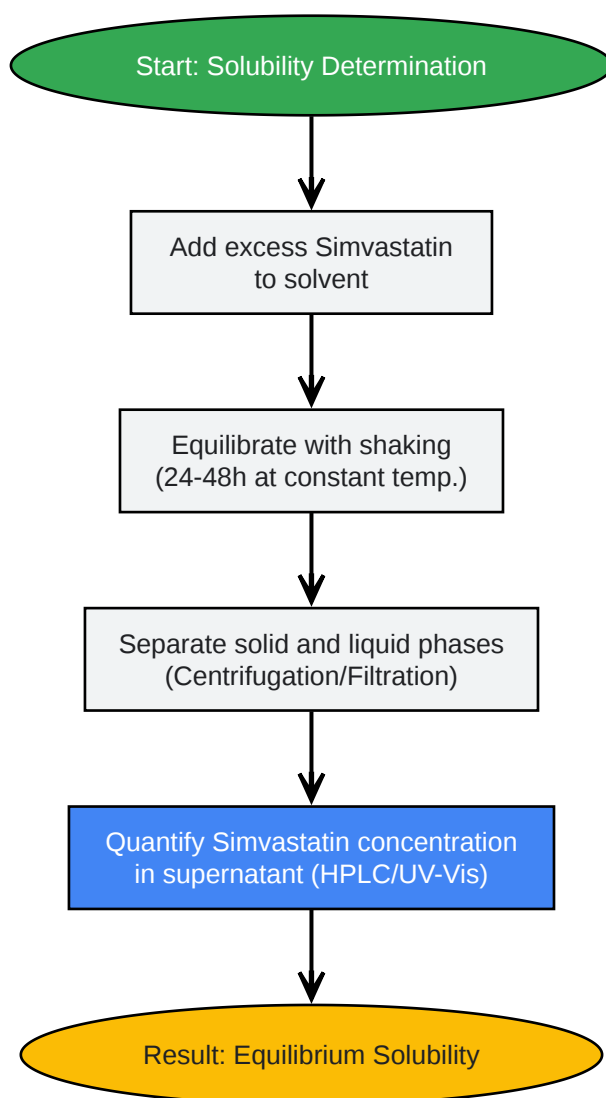 Start: Solubility Determination
Add excess Simvastatin
to solvent
Equilibrate with shaking
(24-48h at constant temp.)
Separate solid and liquid phases
(Centrifugation/Filtration)
Quantify Simvastatin concentration
in supernatant (HPLC/UV-Vis)
Result: Equilibrium Solubility